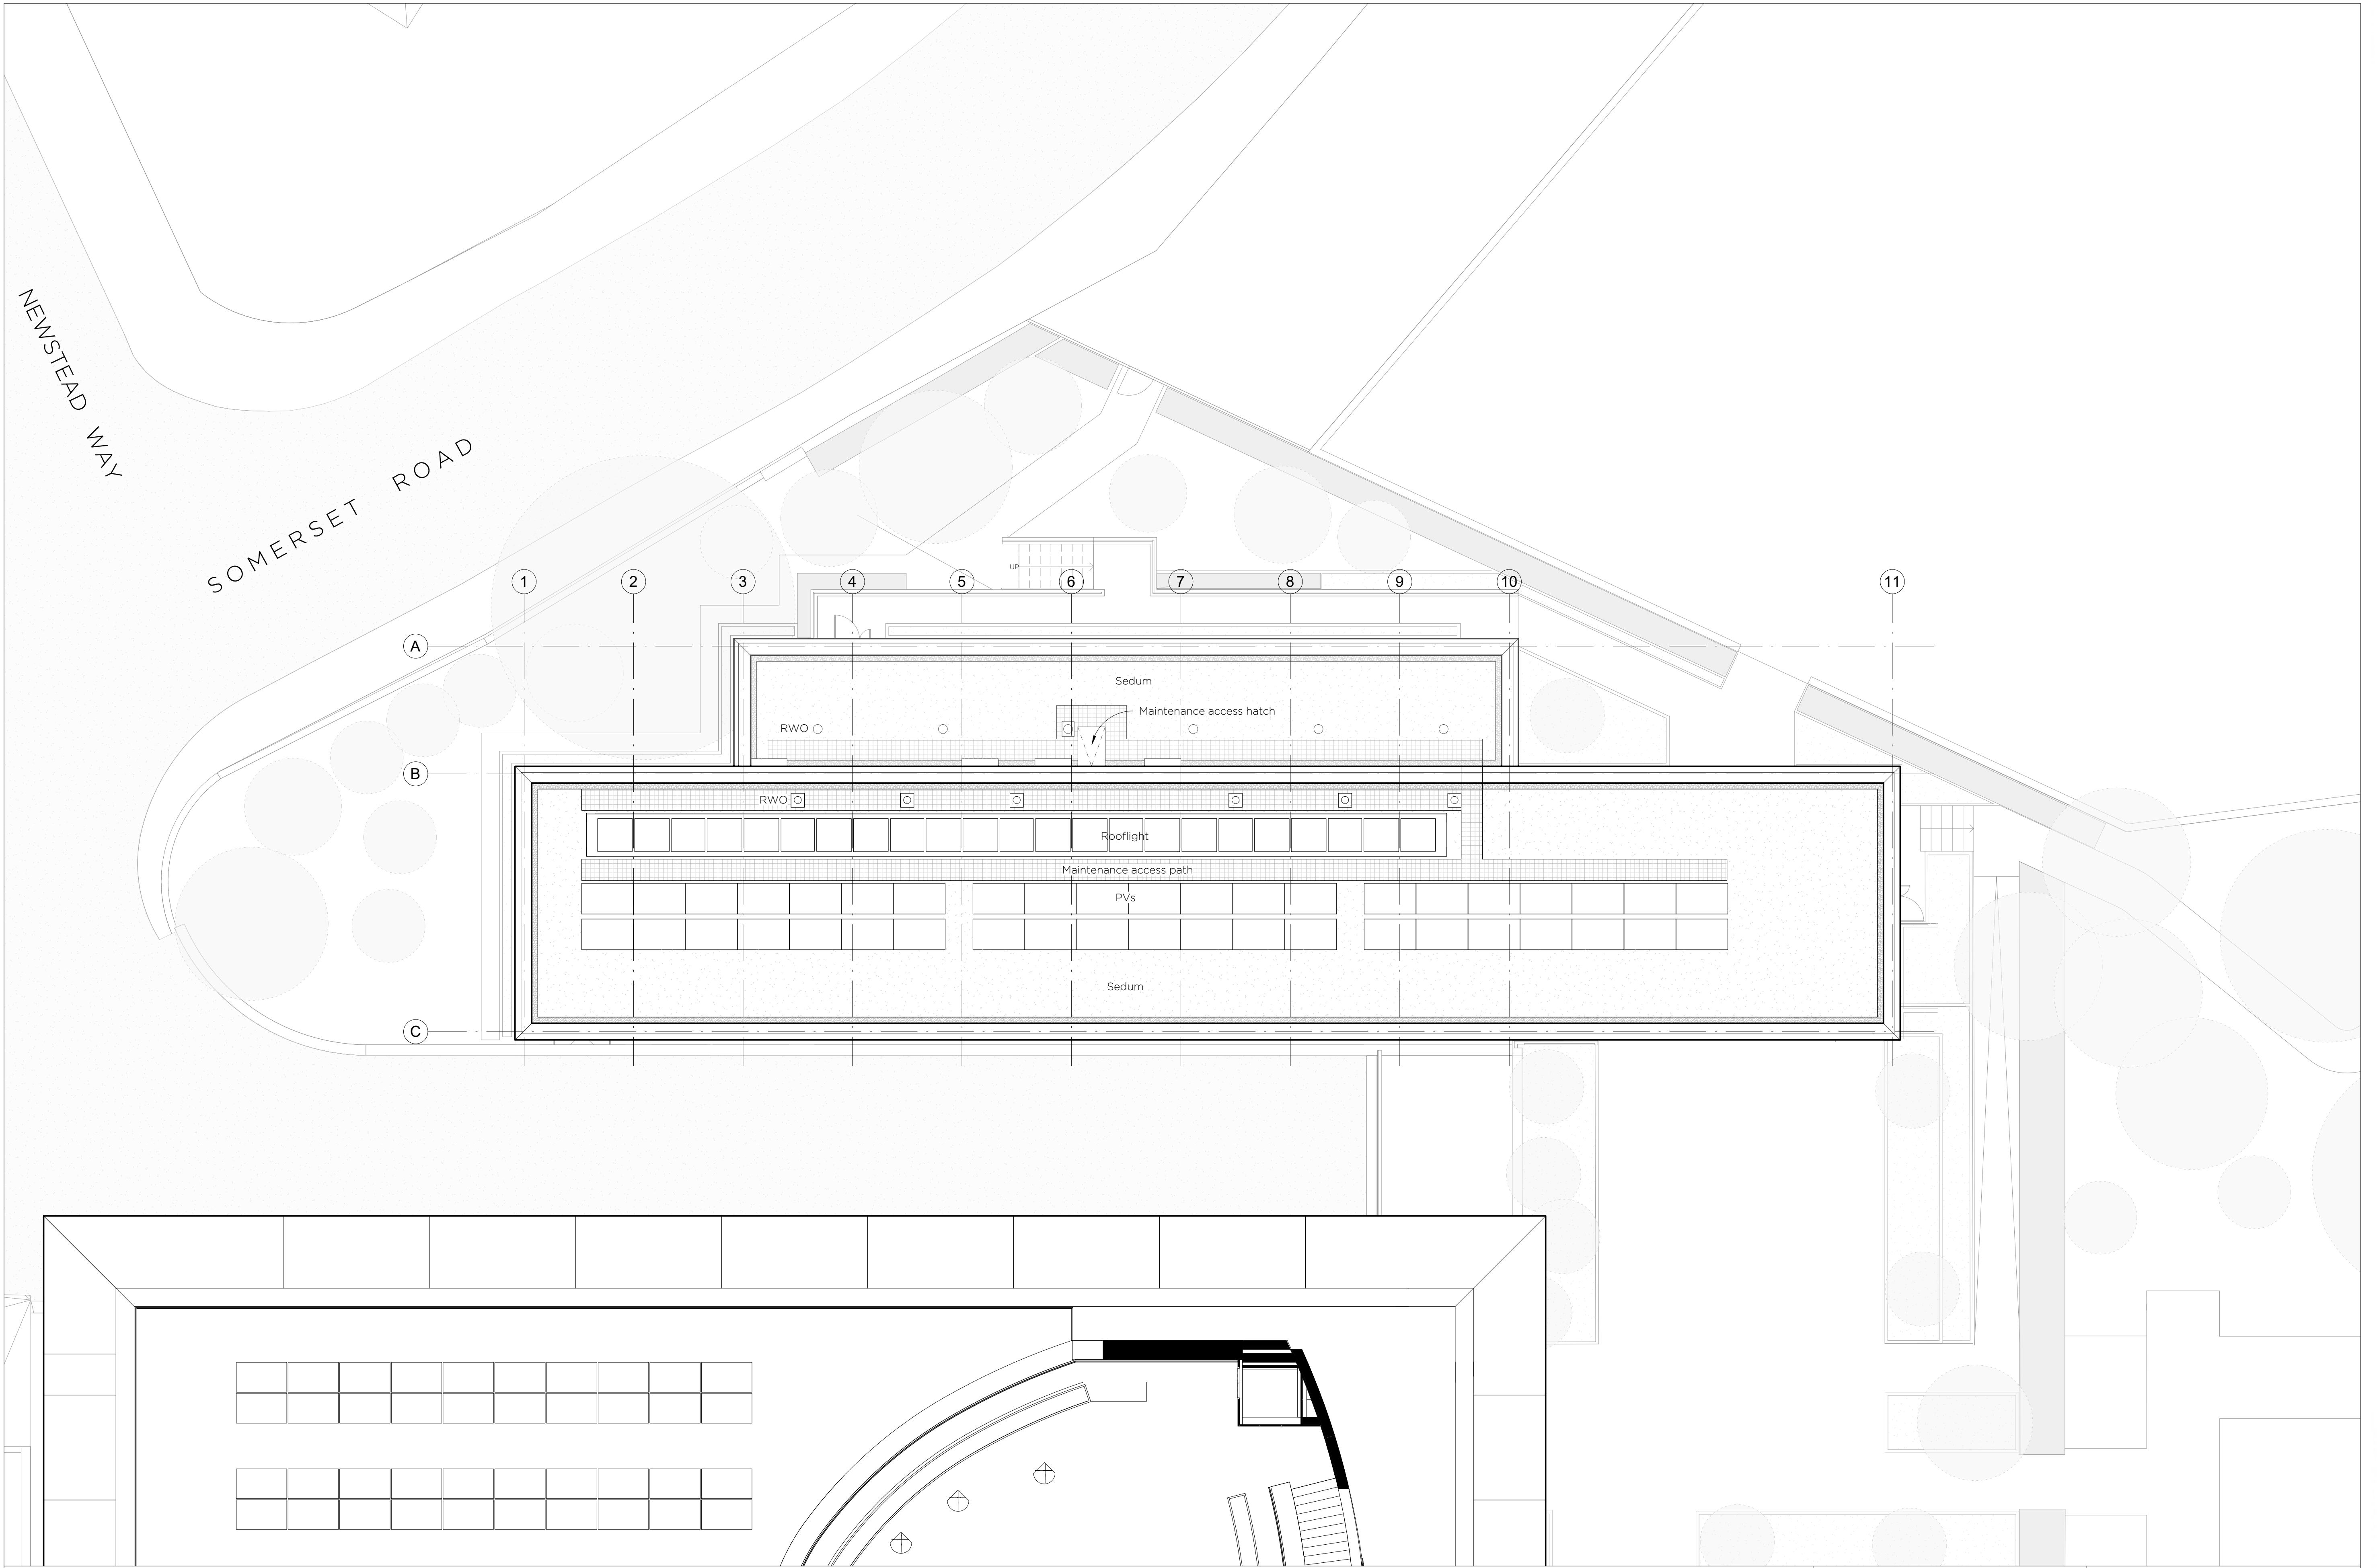 NEWSTEAD WAY
SOMERSET ROAD
UP
1 2 3 4 5 6 7 8 9 10 11
A
Sedum
Maintenance access hatch
RWO
B
RWO
Rooflight
Maintenance access path
PVs
Sedum
C